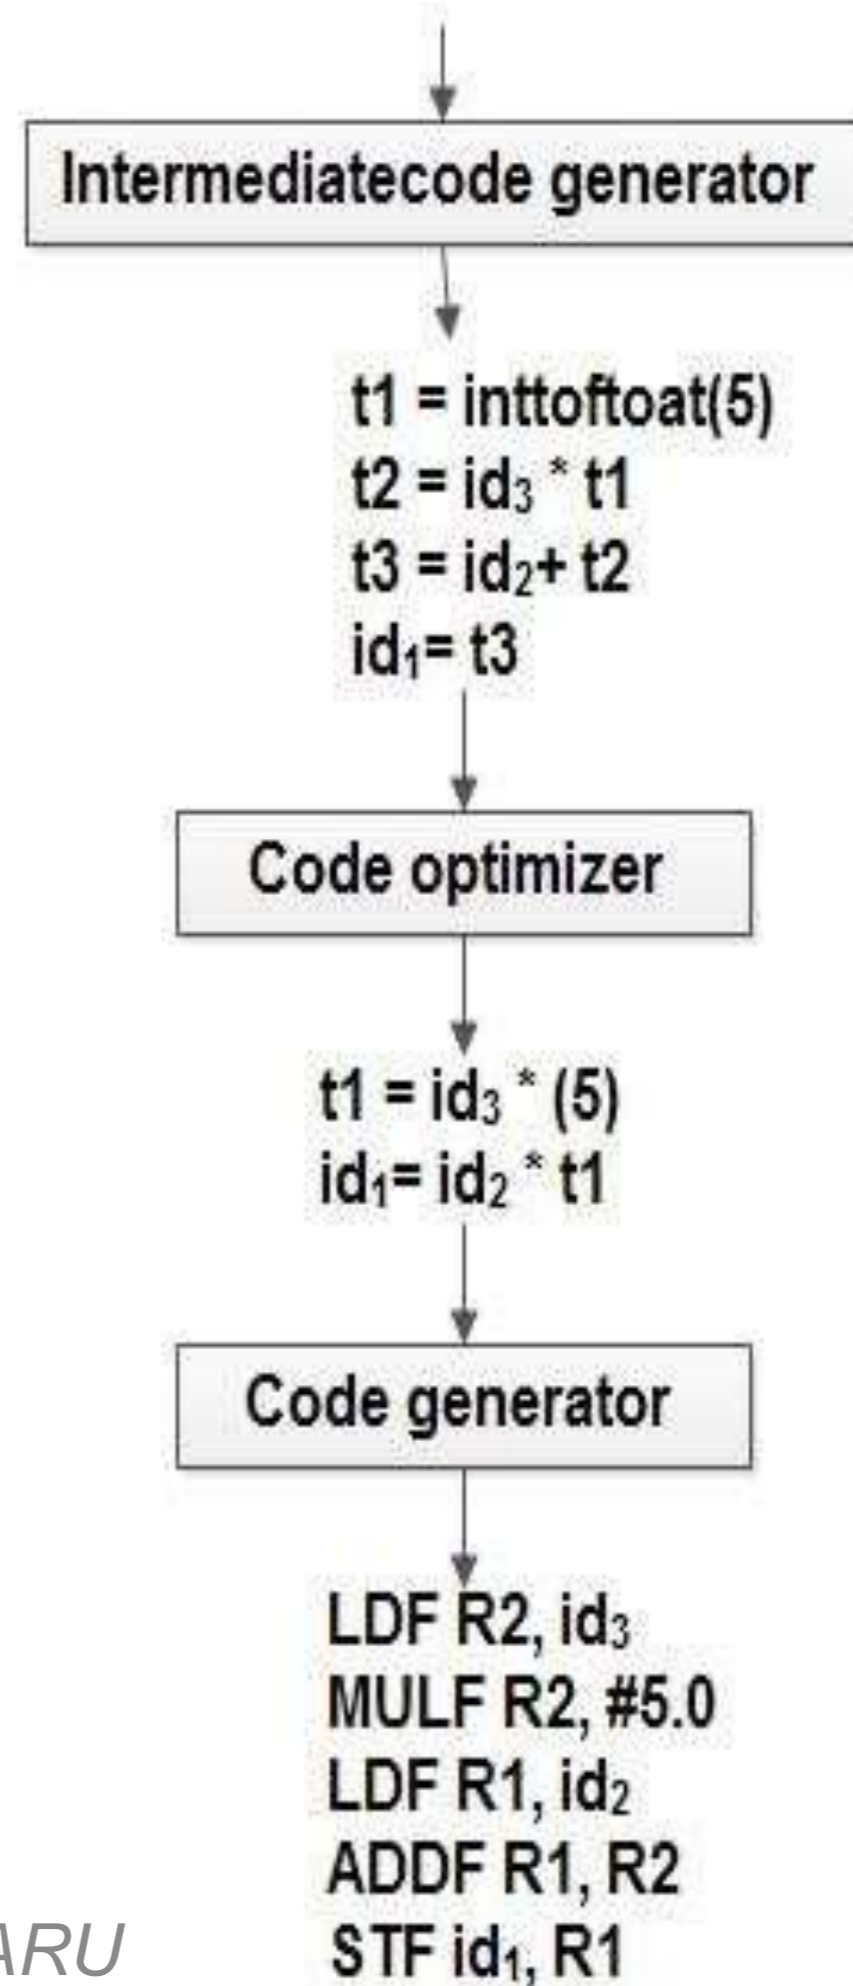 Intermediatecode generator
t1 = inttoftoat(5)
t2 = id₃ * t1
t3 = id₂+ t2
id₁= t3
Code optimizer
t1 = id₃ * (5)
id₁= id₂ * t1
Code generator
LDF R2, id₃
MULF R2, #5.0
LDF R1, id₂
ADDF R1, R2
STF id₁, R1
ARU